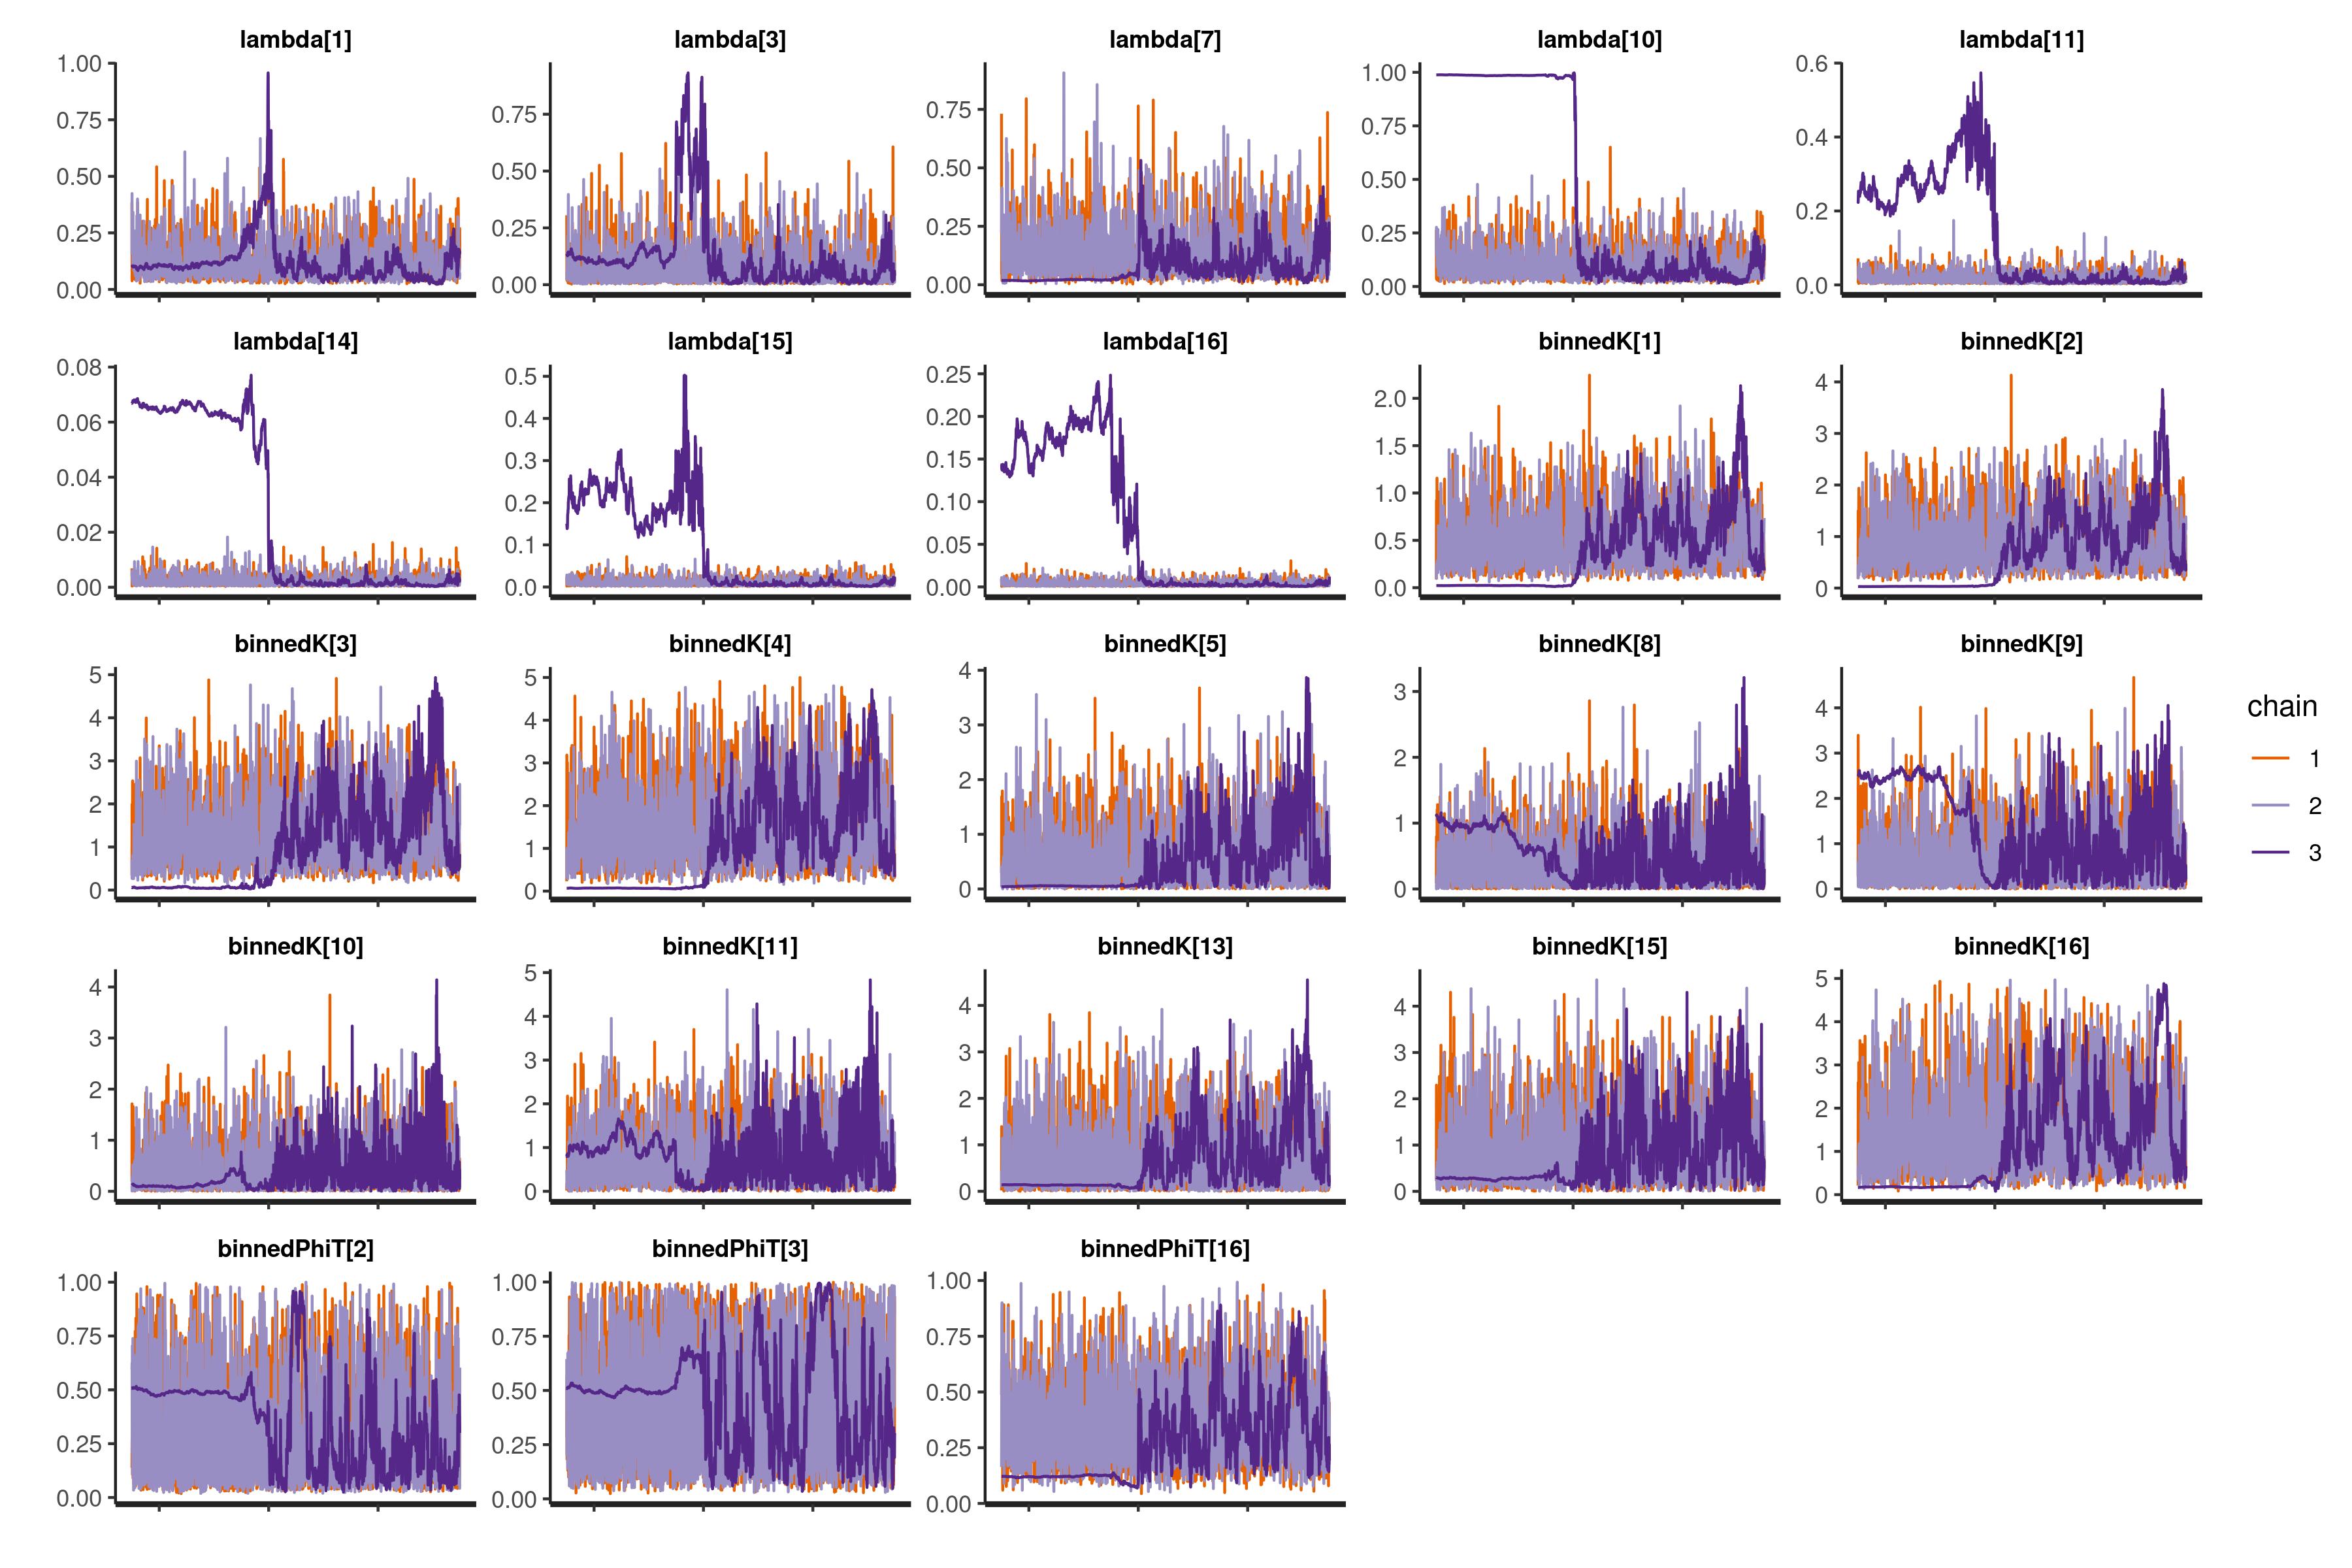 lambda[1] lambda[3] lambda[7] lambda[10] lambda[11]
1.00 0.75 0.50 0.25 0.00
0.75 0.50 0.25 0.00
0.75 0.50 0.25 0.00
1.00 0.75 0.50 0.25 0.00
0.6 0.4 0.2 0.0
lambda[14] lambda[15] lambda[16] binnedK[1] binnedK[2]
0.08 0.06 0.04 0.02 0.00
0.5 0.4 0.3 0.2 0.1 0.0
0.25 0.20 0.15 0.10 0.05 0.00
2.0 1.5 1.0 0.5 0.0
4 3 2 1 0
binnedK[3] binnedK[4] binnedK[5] binnedK[8] binnedK[9]
5 4 3 2 1 0
5 4 3 2 1 0
4 3 2 1 0
3 2 1 0
4 3 2 1 0
chain
1
2
3
binnedK[10] binnedK[11] binnedK[13] binnedK[15] binnedK[16]
4 3 2 1 0
5 4 3 2 1 0
4 3 2 1 0
4 3 2 1 0
5 4 3 2 1 0
binnedPhiT[2] binnedPhiT[3] binnedPhiT[16]
1.00 0.75 0.50 0.25 0.00
1.00 0.75 0.50 0.25 0.00
1.00 0.75 0.50 0.25 0.00